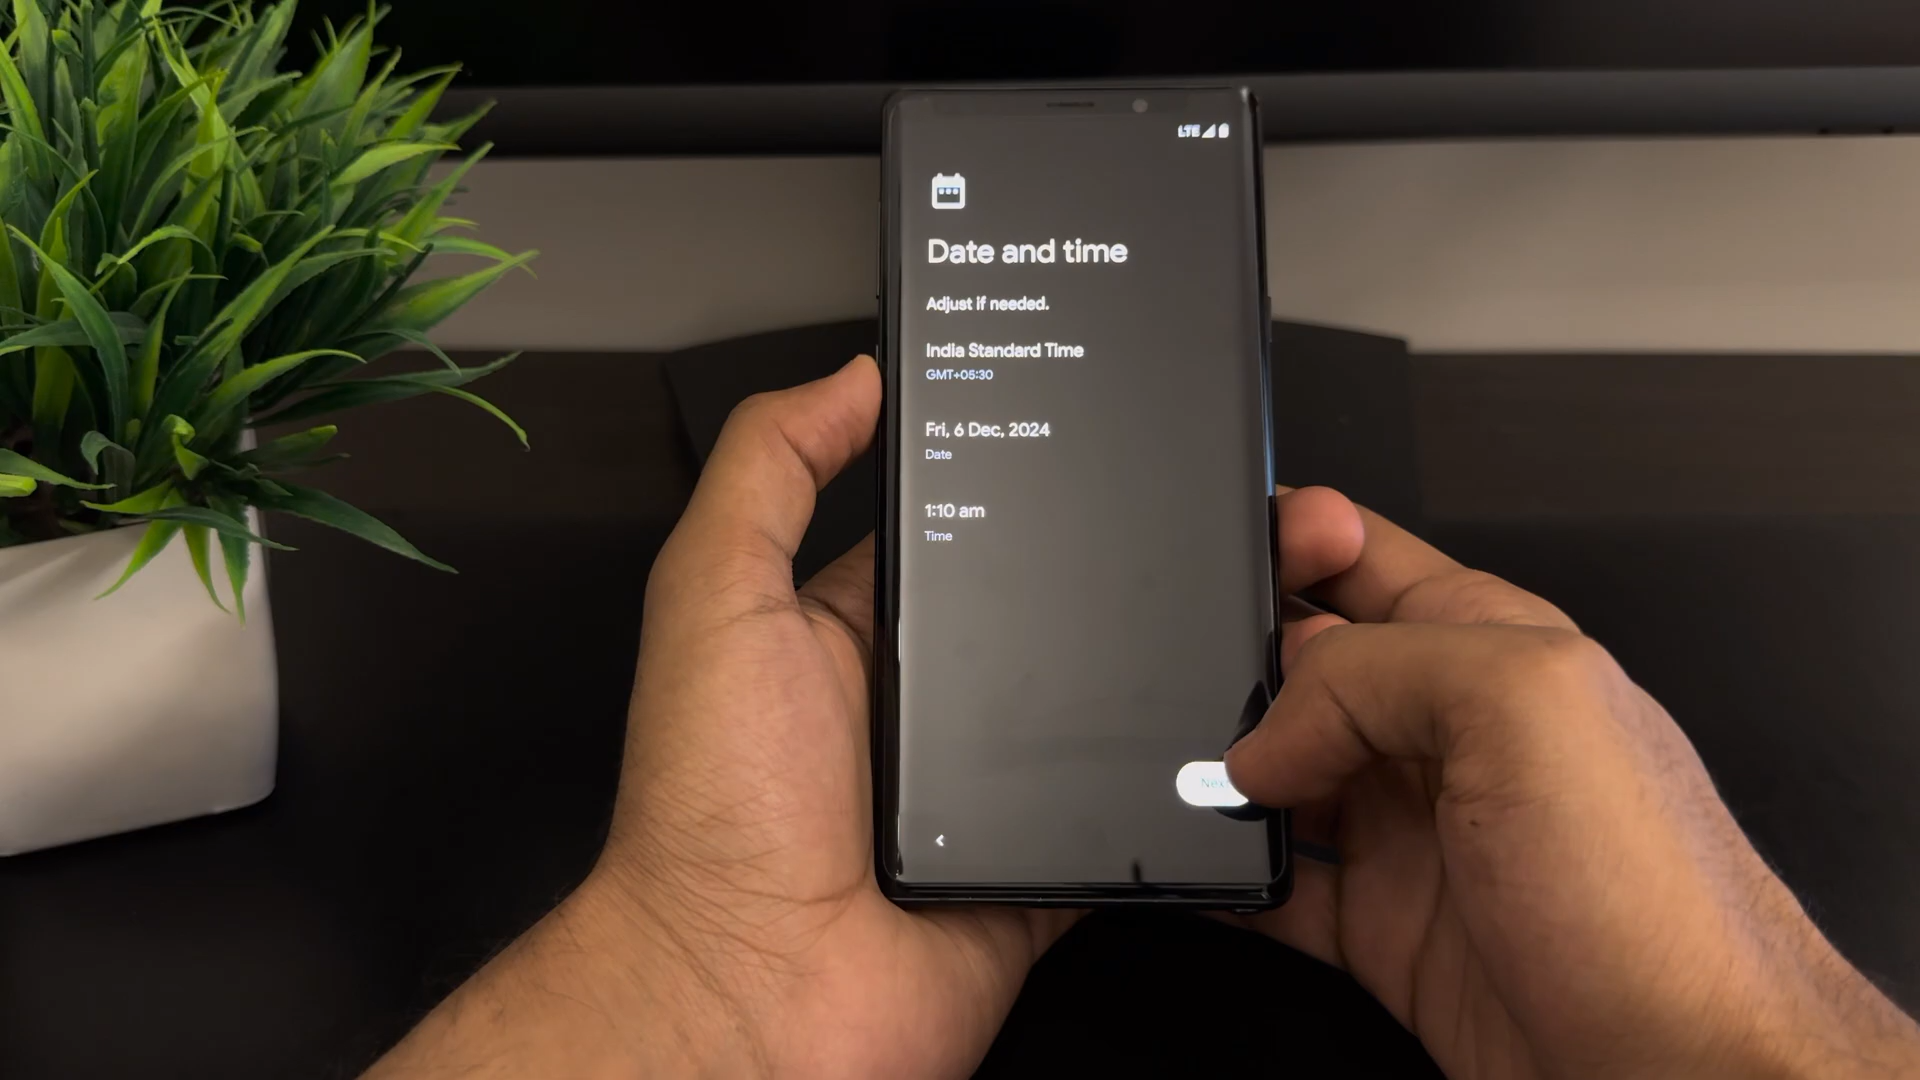 LTE
Date and time
Adjust if needed.
India Standard Time
GMT+05:30
Fri, 6 Dec, 2024
Date
1:10 am
Time
Next